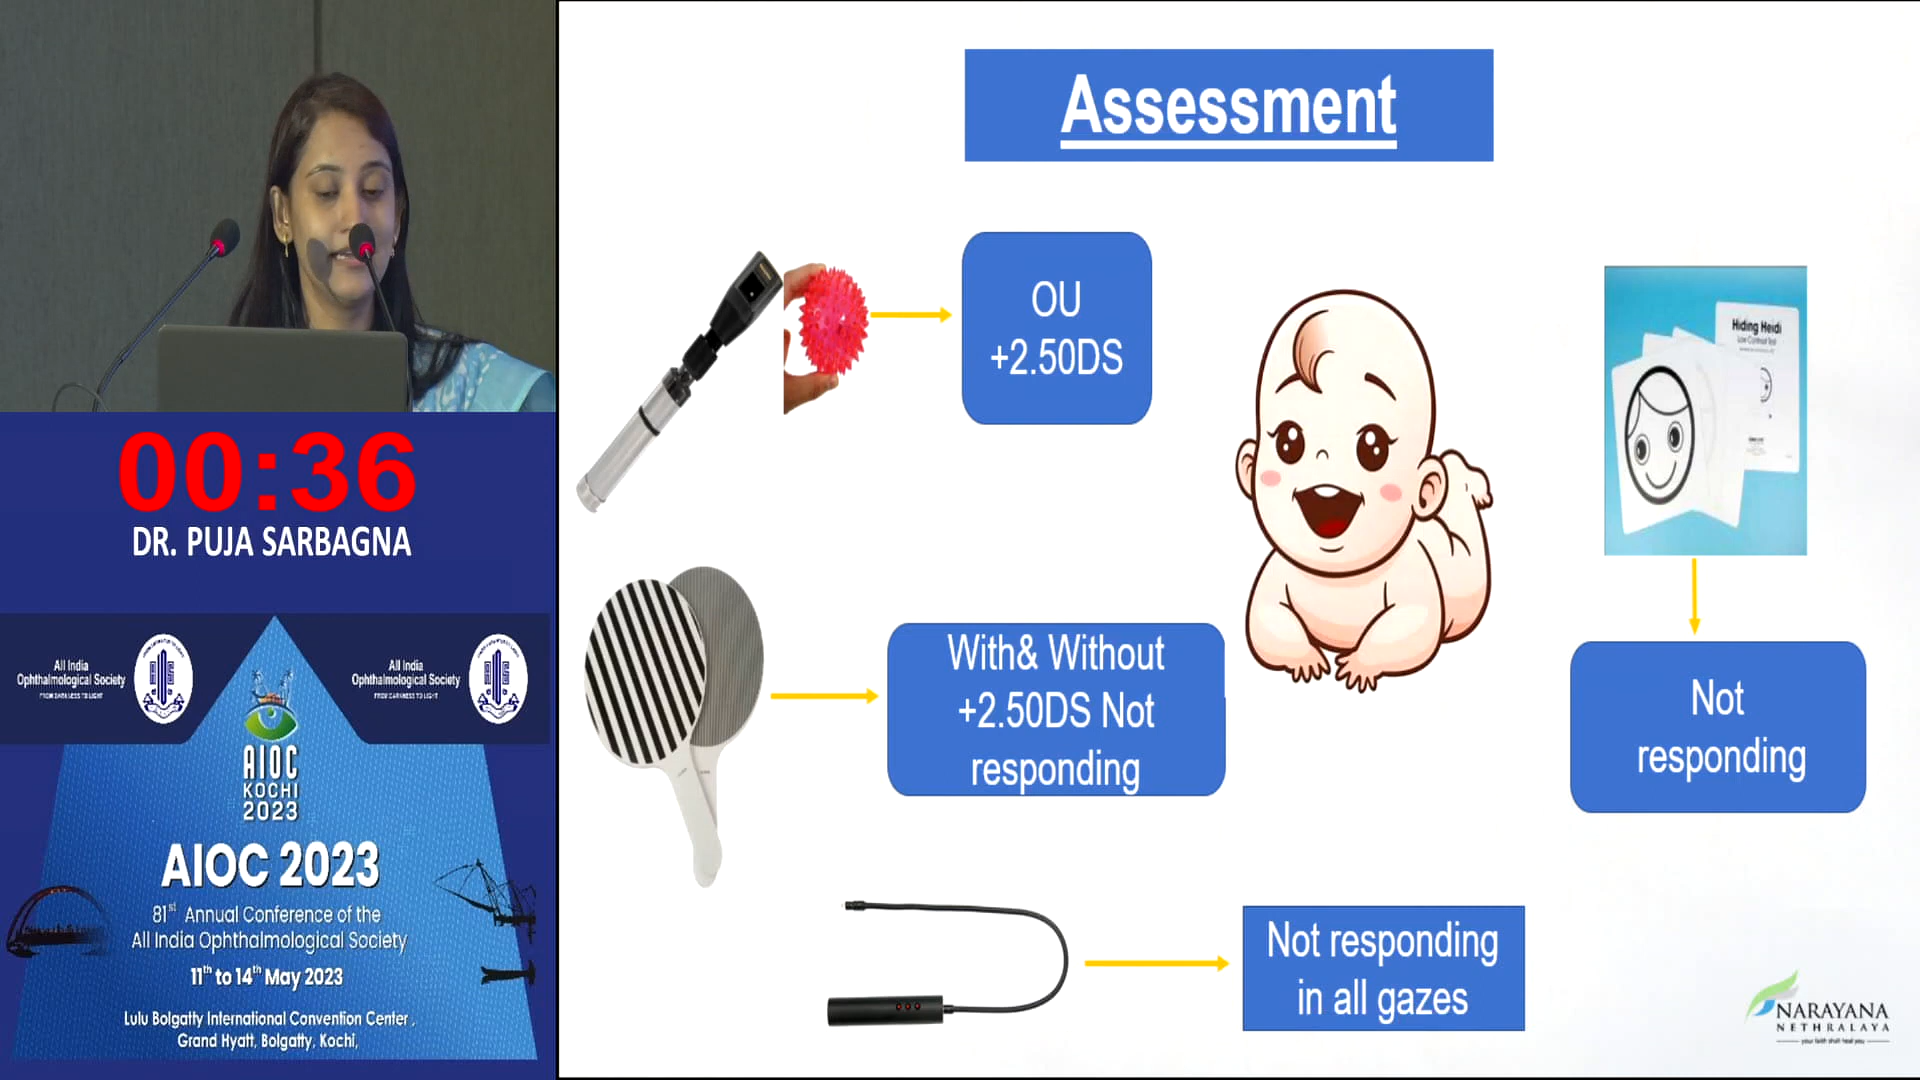 Assessment
OU
+2.50DS
Hiding Heidi
Low Contrast Test
With& Without
+2.50DS Not
responding
Not
responding
Not responding
in all gazes
NARAYANA
NETHRALAYA
your faith shall heal you
00:36
DR. PUJA SARBAGNA
All India
Ophthalmological Society
FROM DARKNESS TO LIGHT
All India
Ophthalmological Society
FROM DARKNESS TO LIGHT
AIOC
KOCHI
2023
AIOC 2023
81st Annual Conference of the
All India Ophthalmological Society
11th to 14th May 2023
Lulu Bolgatty International Convention Center,
Grand Hyatt, Bolgatty, Kochi,